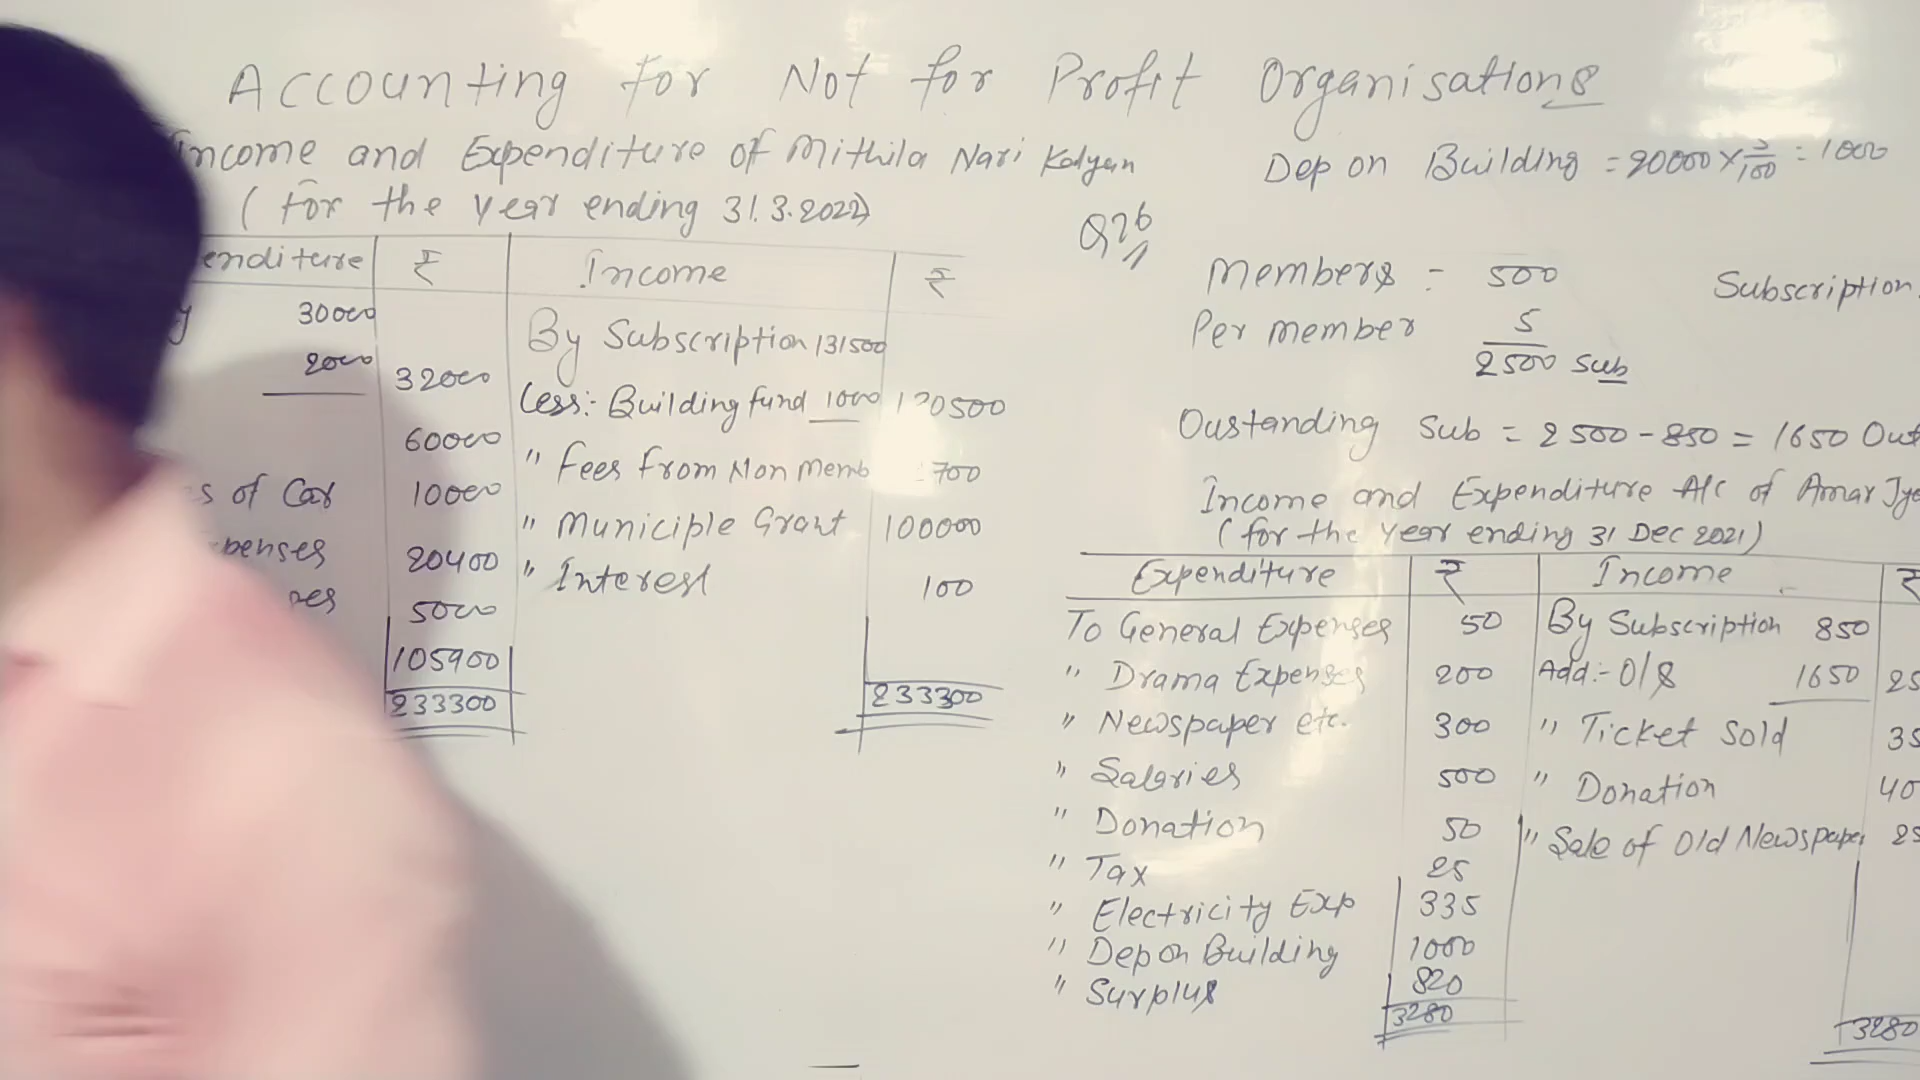 Accounting for Not for Profit Organisations
Income and Expenditure of Mithila Nari Kalyan
(for the year ending 31.3.2022)
enditure ₹ Income ₹
y 30000
2000 32000
60000
s of Car 10000
penses 20400
5000
105900
233300
By Subscription 131500
Less:- Building fund 1000 130500
" Fees from Non Memb 700
" Municiple Grant 100000
" Interest 100
233300
Dep on Building = 20000 × 5/100 = 1000
Q26
Members = 500
Per member 5
2500 Sub
Subscription
Oustanding Sub = 2500 - 850 = 1650 Out
Income and Expenditure A/c of Amar Jyo
(for the year ending 31 Dec 2021)
Expenditure ₹ Income ₹
To General Expenses 50 By Subscription 850
" Drama Expenses 200 Add:- O/S 1650 25
" Newspaper etc. 300 " Ticket Sold 35
" Salaries 500 " Donation 40
" Donation 50 " Sale of Old Newspaper 25
" Tax 25
" Electricity Exp 335
" Dep on Building 1000
" Surplus 820
3280 3280